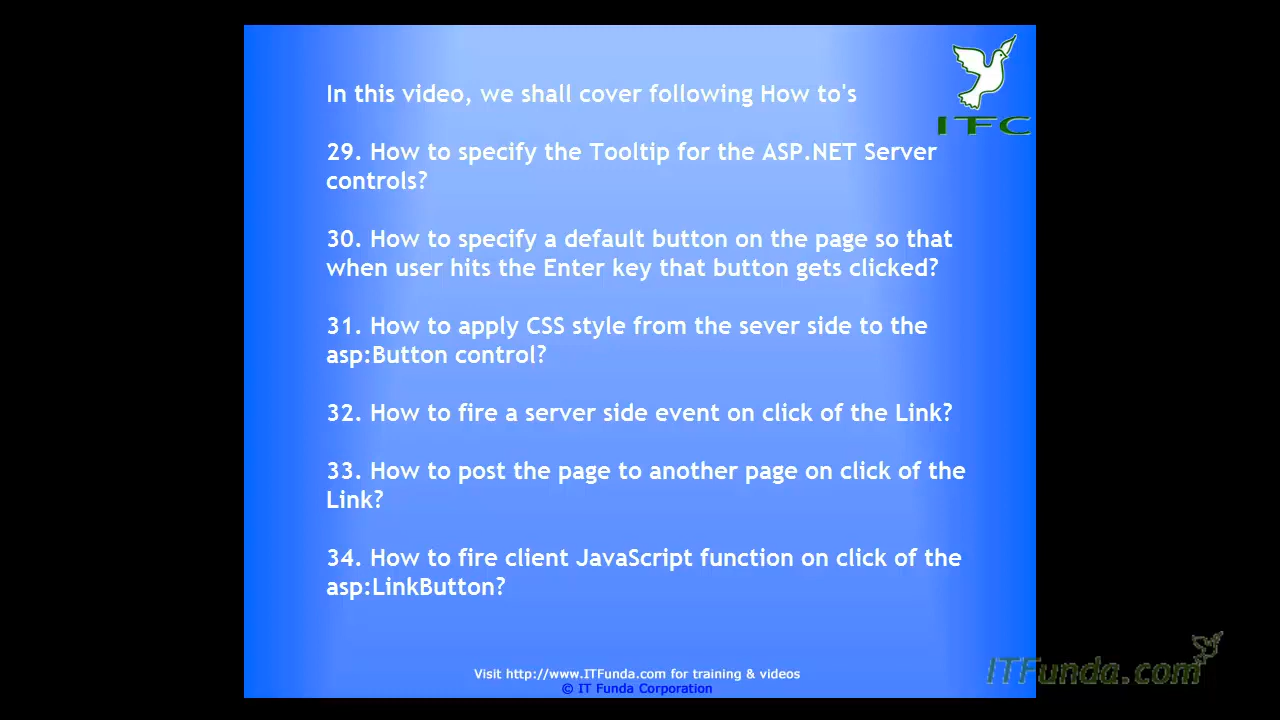 In this video, we shall cover following How to's
ITC
29. How to specify the Tooltip for the ASP.NET Server
controls?
30. How to specify a default button on the page so that
when user hits the Enter key that button gets clicked?
31. How to apply CSS style from the sever side to the
asp:Button control?
32. How to fire a server side event on click of the Link?
33. How to post the page to another page on click of the
Link?
34. How to fire client JavaScript function on click of the
asp:LinkButton?
Visit http://www.ITFunda.com for training & videos
© IT Funda Corporation
ITFunda.com